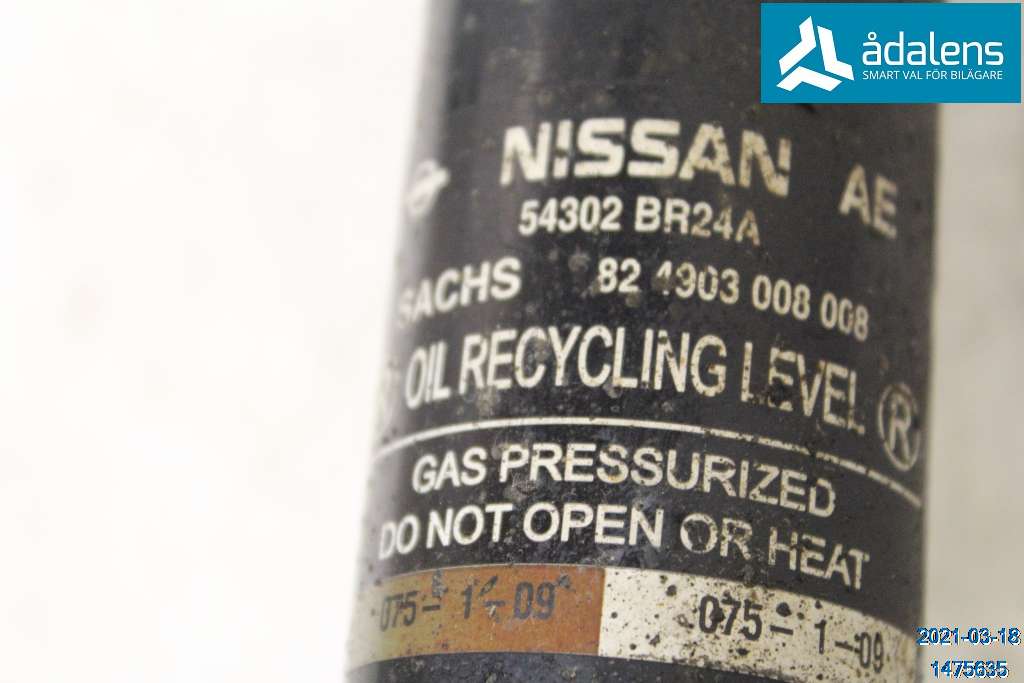 ådalens
SMART VAL FÖR BILÄGARE
NISSAN AE
54302 BR24A
SACHS 82 4903 008 008
OIL RECYCLING LEVEL R
GAS PRESSURIZED
DO NOT OPEN OR HEAT
075-1-09 075-1-09
2021-03-18
1475635